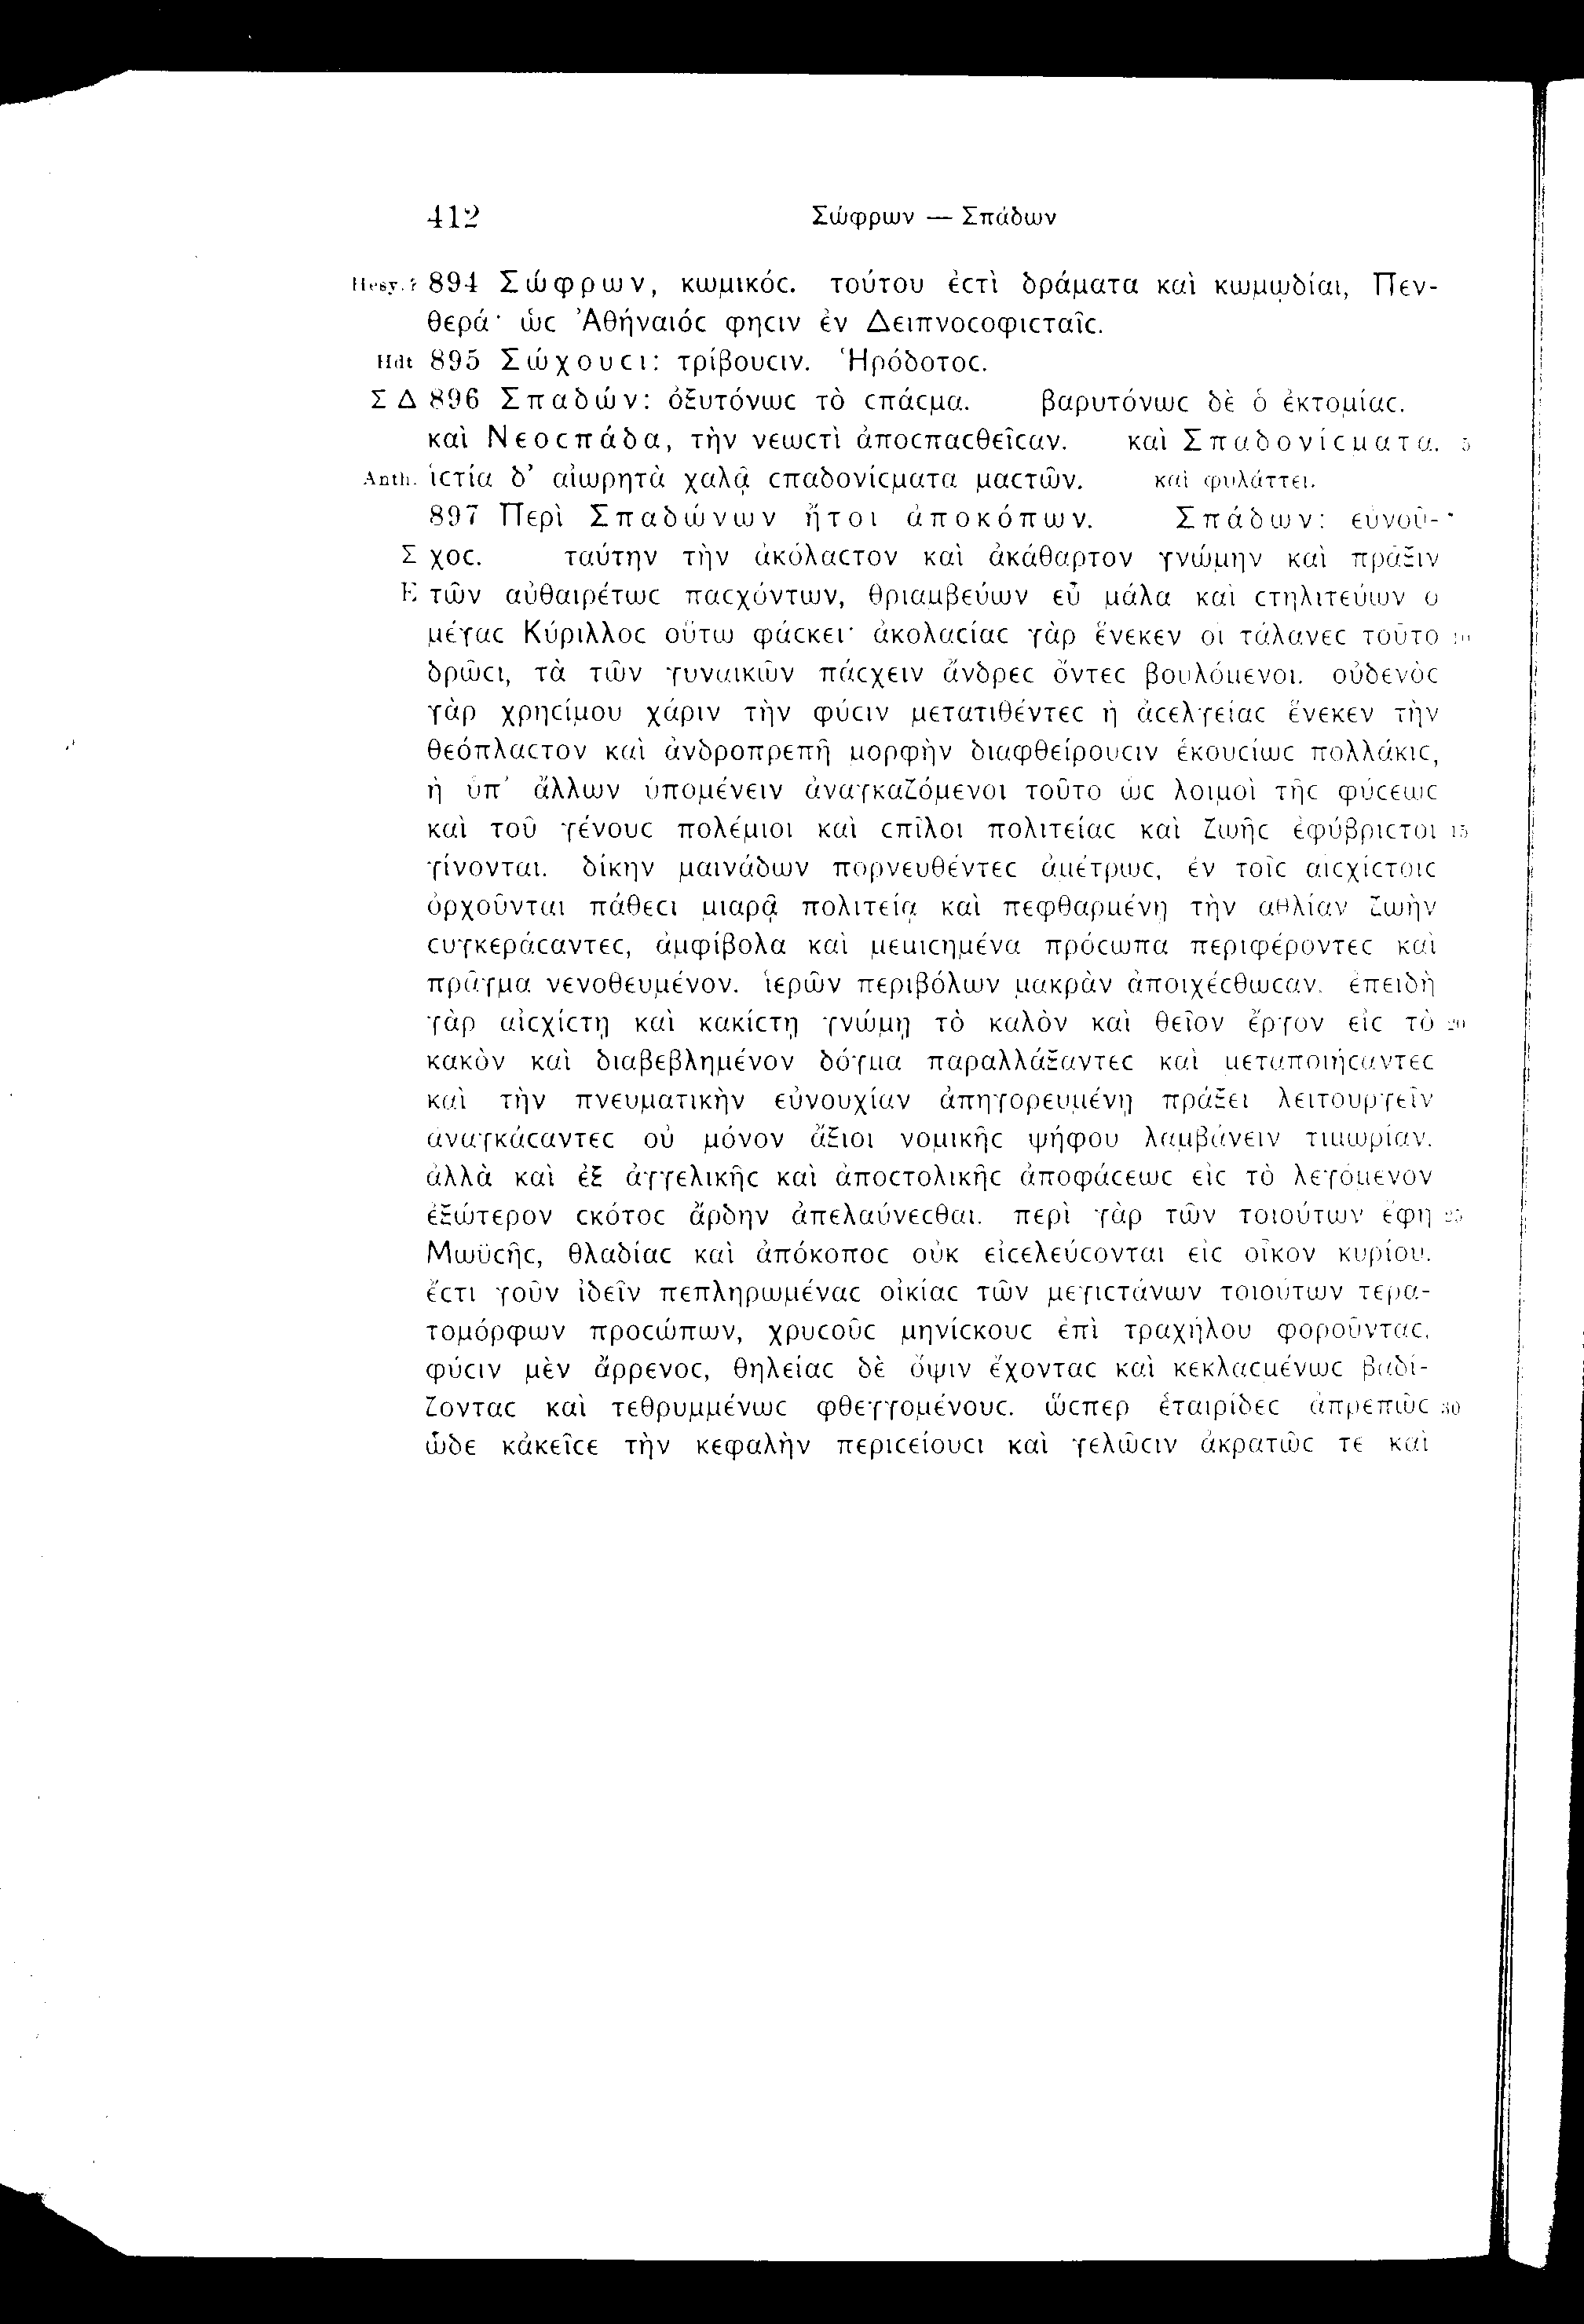 412 Σώφρων — Σπάδων
Hesy.? 894 Σώφρων, κωμικόϲ. τούτου ἐϲτὶ δράματα καὶ κωμῳδίαι, Πεν-
θερά· ὡϲ Ἀθήναιόϲ φηϲιν ἐν Δειπνοϲοφιϲταῖϲ.
Hdt 895 Σώχουϲι: τρίβουϲιν. Ἡρόδοτοϲ.
Σ Δ 896 Σπαδών: ὀξυτόνωϲ τὸ ϲπάϲμα. βαρυτόνωϲ δὲ ὁ ἐκτομίαϲ.
καὶ Νεοϲπάδα, τὴν νεωϲτὶ ἀποϲπαϲθεῖϲαν. καὶ Σπαδονίϲματα. 5
Anth. ἱϲτία δ’ αἰωρητὰ χαλᾷ ϲπαδονίϲματα μαϲτῶν. καὶ φυλάττει.
897 Περὶ Σπαδώνων ἤτοι ἀποκόπων. Σπάδων: εὐνοῦ-
Σ χοϲ. ταύτην τὴν ἀκόλαϲτον καὶ ἀκάθαρτον γνώμην καὶ πρᾶξιν
E τῶν αὐθαιρέτωϲ παϲχόντων, θριαμβεύων εὖ μάλα καὶ ϲτηλιτεύων ὁ
μέγαϲ Κύριλλοϲ οὕτω φάϲκει· ἀκολαϲίαϲ γὰρ ἕνεκεν οἱ τάλανεϲ τοῦτο 10
δρῶϲι, τὰ τῶν γυναικῶν πάϲχειν ἄνδρεϲ ὄντεϲ βουλόμενοι. οὐδενὸϲ
γὰρ χρηϲίμου χάριν τὴν φύϲιν μετατιθέντεϲ ἢ ἀϲελγείαϲ ἕνεκεν τὴν
θεόπλαϲτον καὶ ἀνδροπρεπῆ μορφὴν διαφθείρουϲιν ἑκουϲίωϲ πολλάκιϲ,
ἢ ὑπ’ ἄλλων ὑπομένειν ἀναγκαζόμενοι τοῦτο ὡϲ λοιμοὶ τῆϲ φύϲεωϲ
καὶ τοῦ γένουϲ πολέμιοι καὶ ϲπῖλοι πολιτείαϲ καὶ ζωῆϲ ἐφύβριϲτοι 15
γίνονται. δίκην μαινάδων πορνευθέντεϲ ἀμέτρωϲ, ἐν τοῖϲ αἰϲχίϲτοιϲ
ὀρχοῦνται πάθεϲι μιαρᾷ πολιτείᾳ καὶ πεφθαρμένῃ τὴν ἀθλίαν ζωὴν
ϲυγκεράϲαντεϲ, ἀμφίβολα καὶ μεμιϲημένα πρόϲωπα περιφέροντεϲ καὶ
πρᾶγμα νενοθευμένον. ἱερῶν περιβόλων μακρὰν ἀποιχέϲθωϲαν. ἐπειδὴ
γὰρ αἰϲχίϲτῃ καὶ κακίϲτῃ γνώμῃ τὸ καλὸν καὶ θεῖον ἔργον εἰϲ τὸ 20
κακὸν καὶ διαβεβλημένον δόγμα παραλλάξαντεϲ καὶ μεταποιήϲαντεϲ
καὶ τὴν πνευματικὴν εὐνουχίαν ἀπηγορευμένῃ πράξει λειτουργεῖν
ἀναγκάϲαντεϲ οὐ μόνον ἄξιοι νομικῆϲ ψήφου λαμβάνειν τιμωρίαν.
ἀλλὰ καὶ ἐξ ἀγγελικῆϲ καὶ ἀποϲτολικῆϲ ἀποφάϲεωϲ εἰϲ τὸ λεγόμενον
ἐξώτερον ϲκότοϲ ἄρδην ἀπελαύνεϲθαι. περὶ γὰρ τῶν τοιούτων ἔφη 25
Μωϋϲῆϲ, θλαδίαϲ καὶ ἀπόκοποϲ οὐκ εἰϲελεύϲονται εἰϲ οἶκον κυρίου.
ἔϲτι γοῦν ἰδεῖν πεπληρωμέναϲ οἰκίαϲ τῶν μεγιϲτάνων τοιούτων τερα-
τομόρφων προϲώπων, χρυϲοῦϲ μηνίϲκουϲ ἐπὶ τραχήλου φοροῦνταϲ,
φύϲιν μὲν ἄρρενοϲ, θηλείαϲ δὲ ὄψιν ἔχονταϲ καὶ κεκλαϲμένωϲ βαδί-
ζονταϲ καὶ τεθρυμμένωϲ φθεγγομένουϲ. ὥϲπερ ἑταιρίδεϲ ἀπρεπῶϲ 30
ὧδε κἀκεῖϲε τὴν κεφαλὴν περιϲείουϲι καὶ γελῶϲιν ἀκρατῶϲ τε καὶ